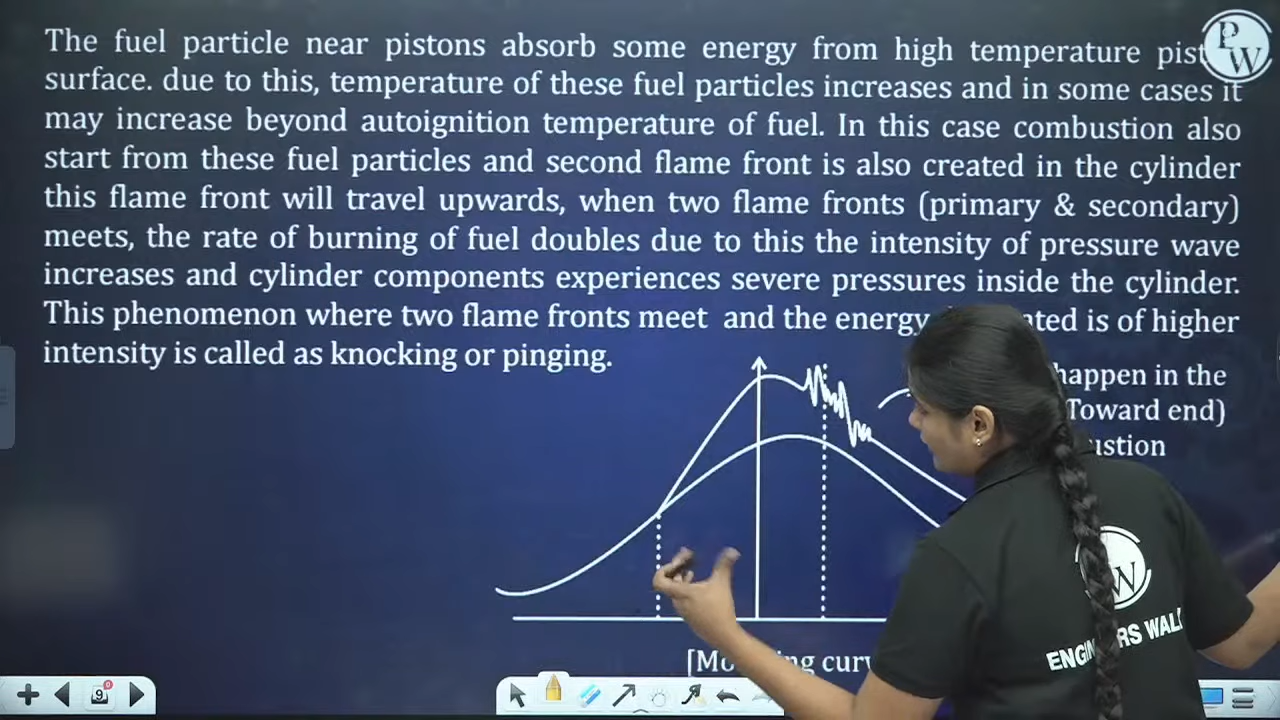 The fuel particle near pistons absorb some energy from high temperature
surface. due to this, temperature of these fuel particles increases and in some cases it
may increase beyond autoignition temperature of fuel. In this case combustion also
start from these fuel particles and second flame front is also created in the cylinder
this flame front will travel upwards, when two flame fronts (primary & secondary)
meets, the rate of burning of fuel doubles due to this the intensity of pressure wave
increases and cylinder components experiences severe pressures inside the cylinder.
This phenomenon where two flame fronts meet and the energy is of higher
intensity is called as knocking or pinging.
happen in the
Toward end)
PW
W
9
0